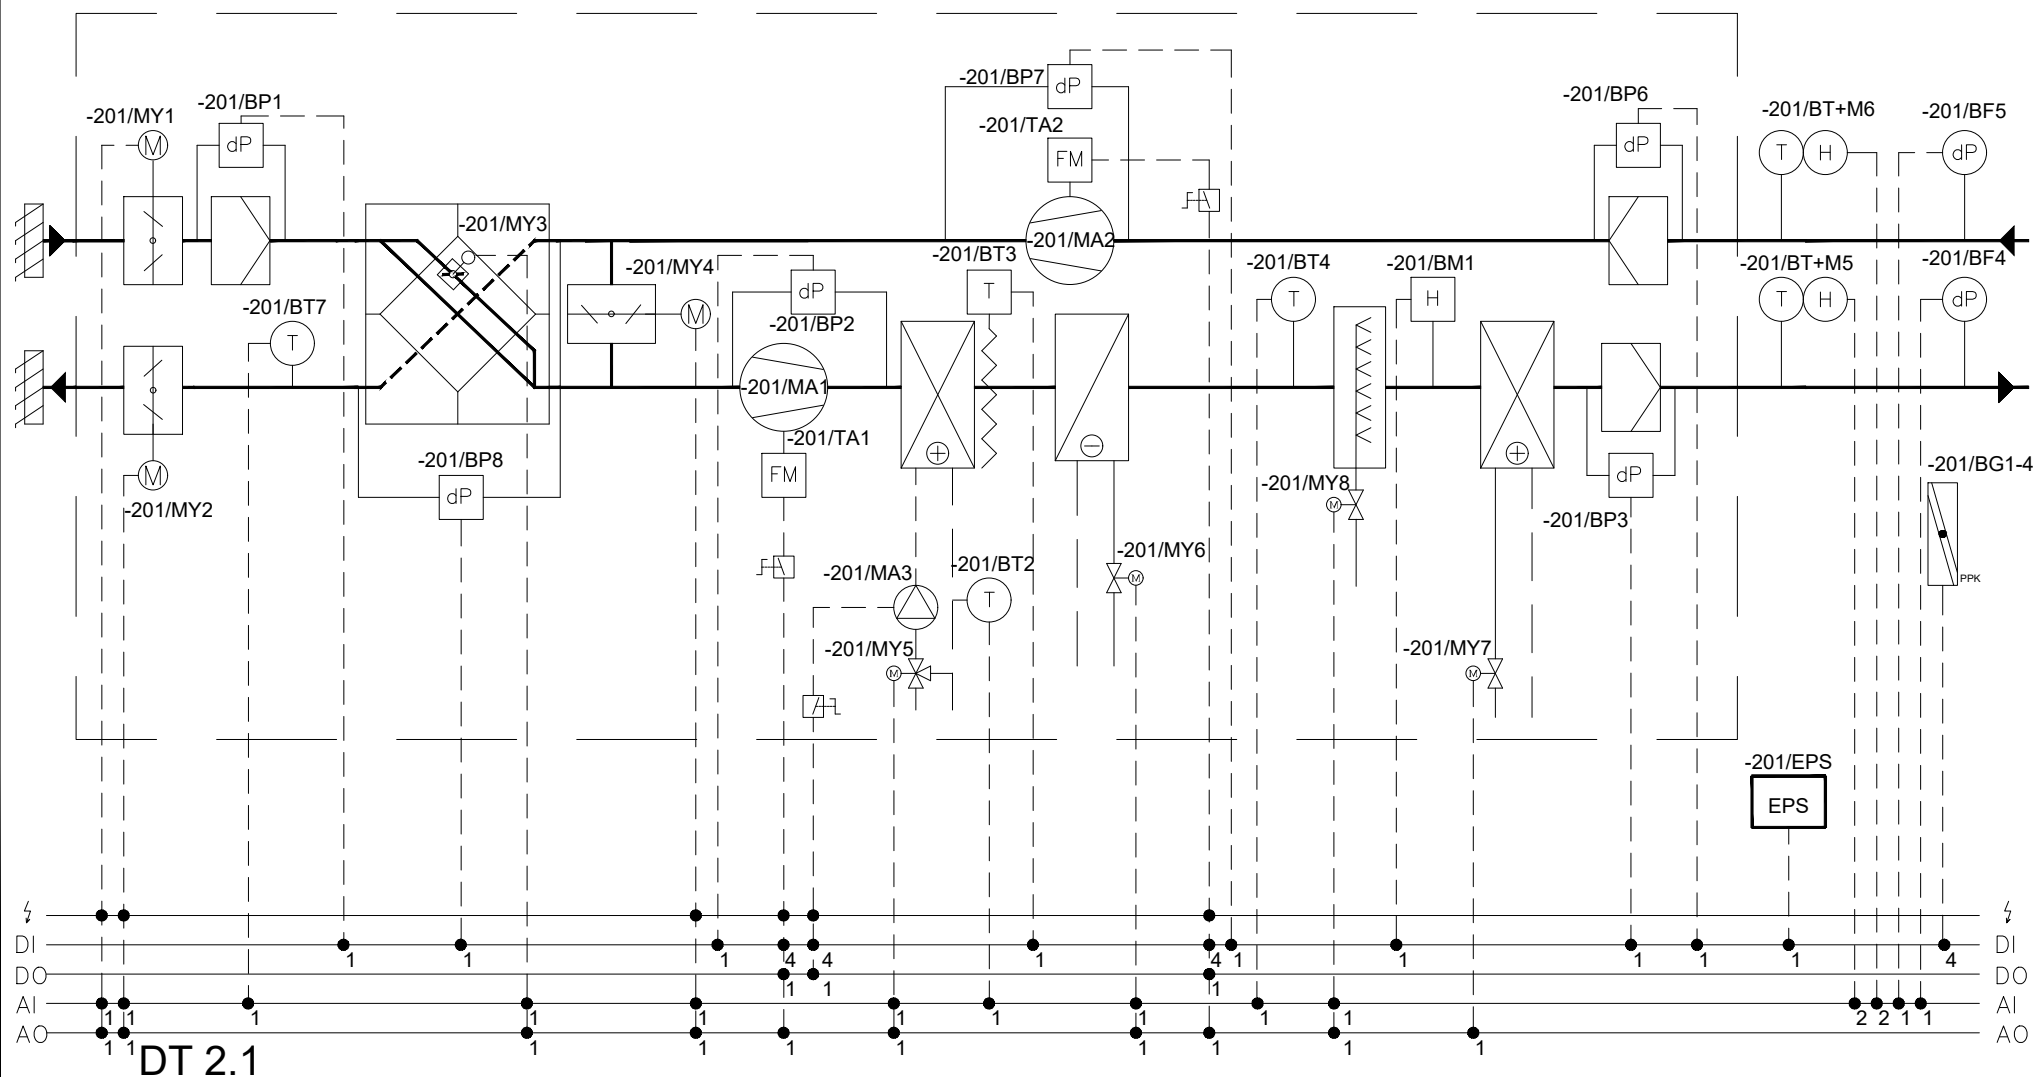 -201/BP7
dP
-201/BP1
-201/MY1
M
dP
-201/TA2
FM
-201/BP6
dP
-201/BT+M6
T H
-201/BF5
dP
-201/MY3
-201/MA2
-201/BT3
T
-201/MY4
M
dP
-201/BP2
-201/BT4
T
-201/BM1
H
-201/BT+M5
T H
-201/BF4
dP
-201/BT7
T
-201/MA1
-201/TA1
FM
M
-201/MY2
-201/BP8
dP
-201/MY8
M
dP
-201/BP3
-201/BG1-4
PPK
-201/MA3
-201/BT2
T
-201/MY6
M
-201/MY5
M
-201/MY7
M
-201/EPS
EPS
DI 1 1 1 4 4 1 4 1 1 1 1 1 4 DI
DO 1 1 1 DO
AI 1 1 1 1 1 1 1 1 1 1 2 2 1 1 AI
AO 1 1 1 1 1 1 1 1 1 1 AO
DT 2.1